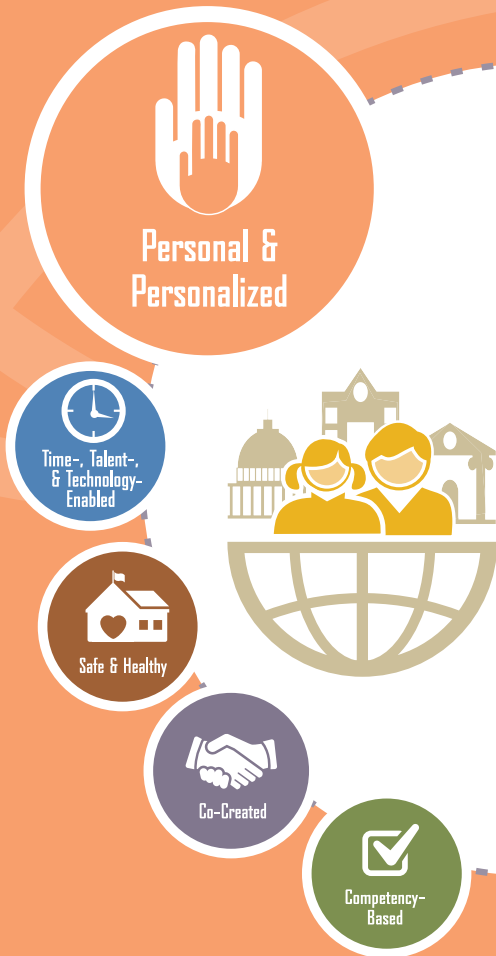 Personal &
Personalized
Time-, Talent-,
& Technology-
Enabled
Safe & Healthy
Co-Created
Competency-
Based